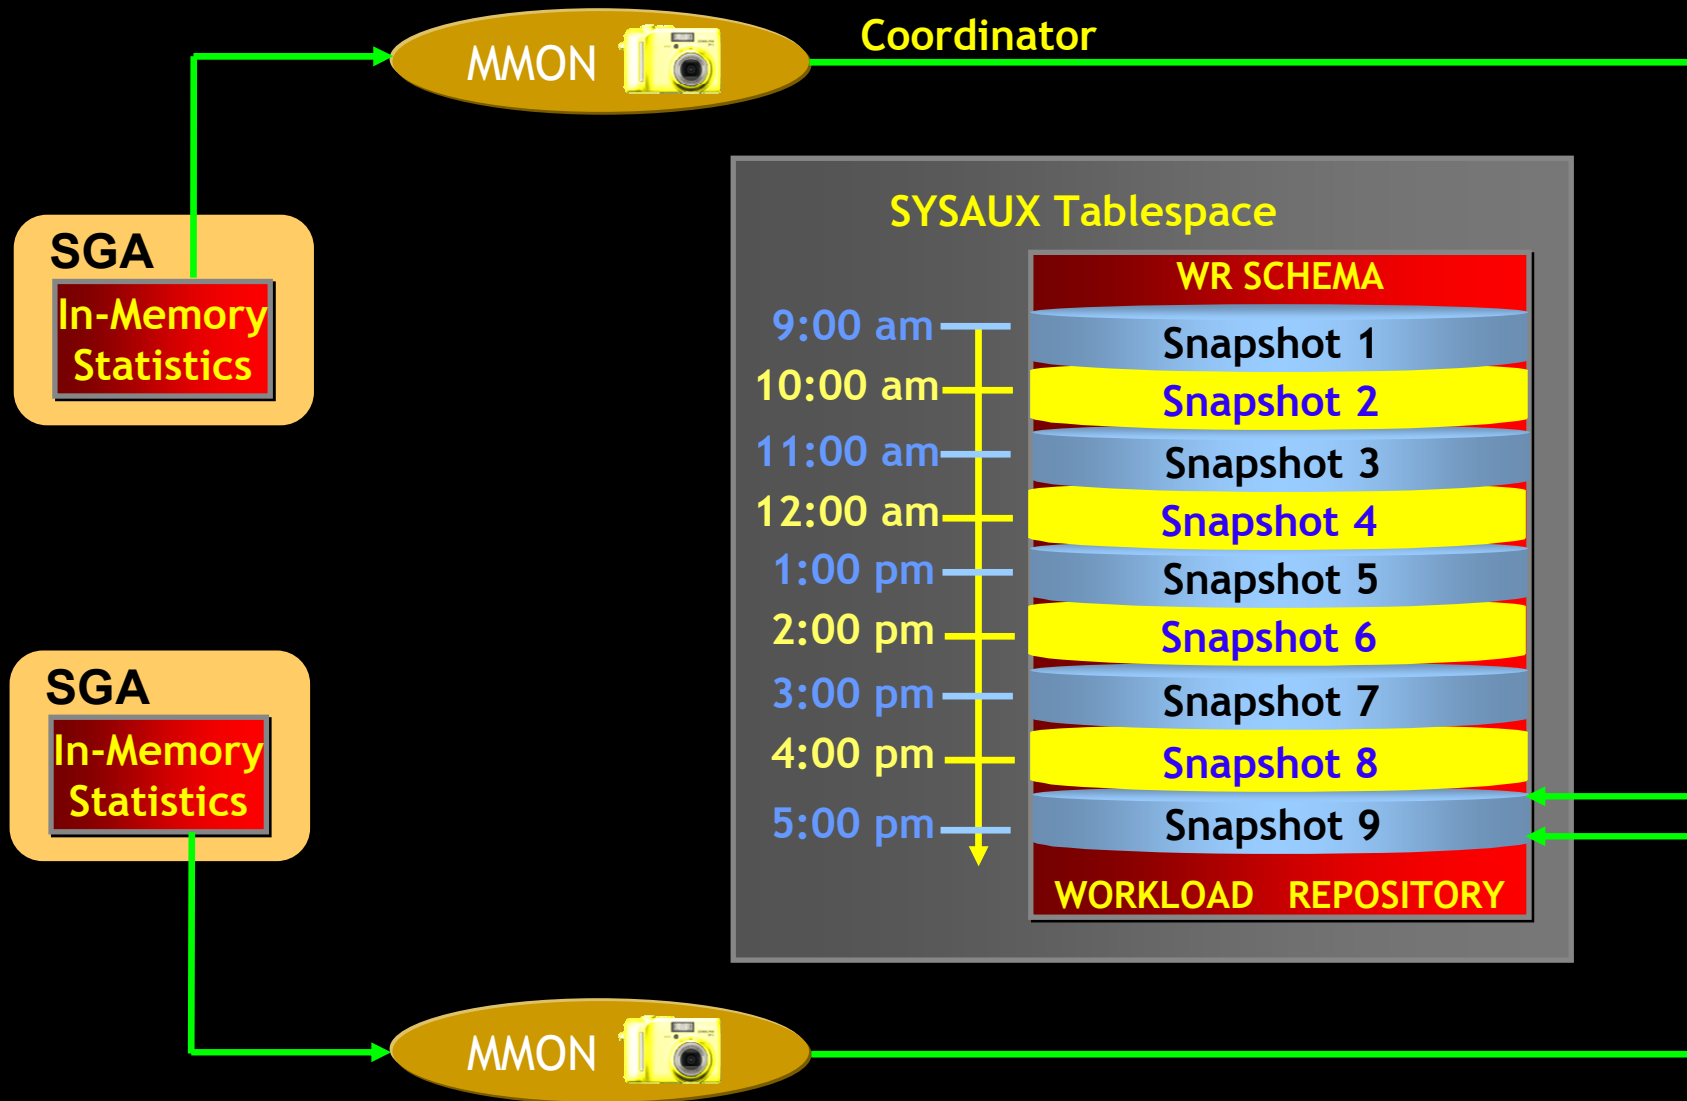 MMON
Coordinator
SGA
In-Memory
Statistics
SYSAUX Tablespace
WR SCHEMA
9:00 am
Snapshot 1
10:00 am
Snapshot 2
11:00 am
Snapshot 3
12:00 am
Snapshot 4
1:00 pm
Snapshot 5
2:00 pm
Snapshot 6
3:00 pm
Snapshot 7
4:00 pm
Snapshot 8
5:00 pm
Snapshot 9
WORKLOAD REPOSITORY
SGA
In-Memory
Statistics
MMON